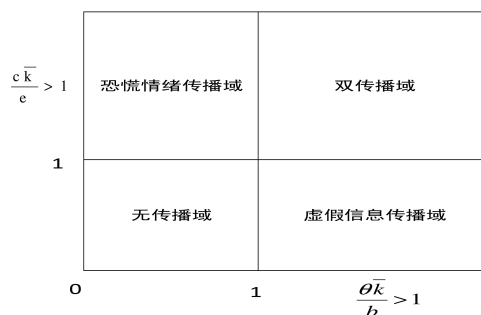 c k̅ / e > 1
恐慌情绪传播域 双传播域
1
无传播域 虚假信息传播域
0 1 θk̅ / b > 1